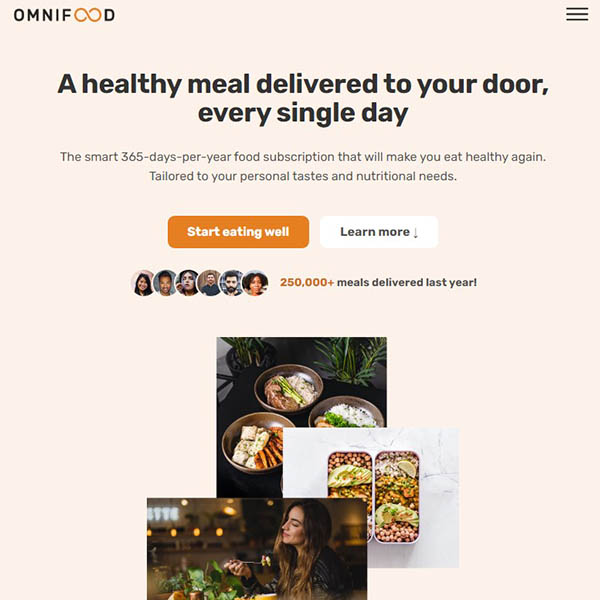 OMNIFOOD
A healthy meal delivered to your door,
every single day
The smart 365-days-per-year food subscription that will make you eat healthy again.
Tailored to your personal tastes and nutritional needs.
Start eating well
Learn more ↓
250,000+ meals delivered last year!